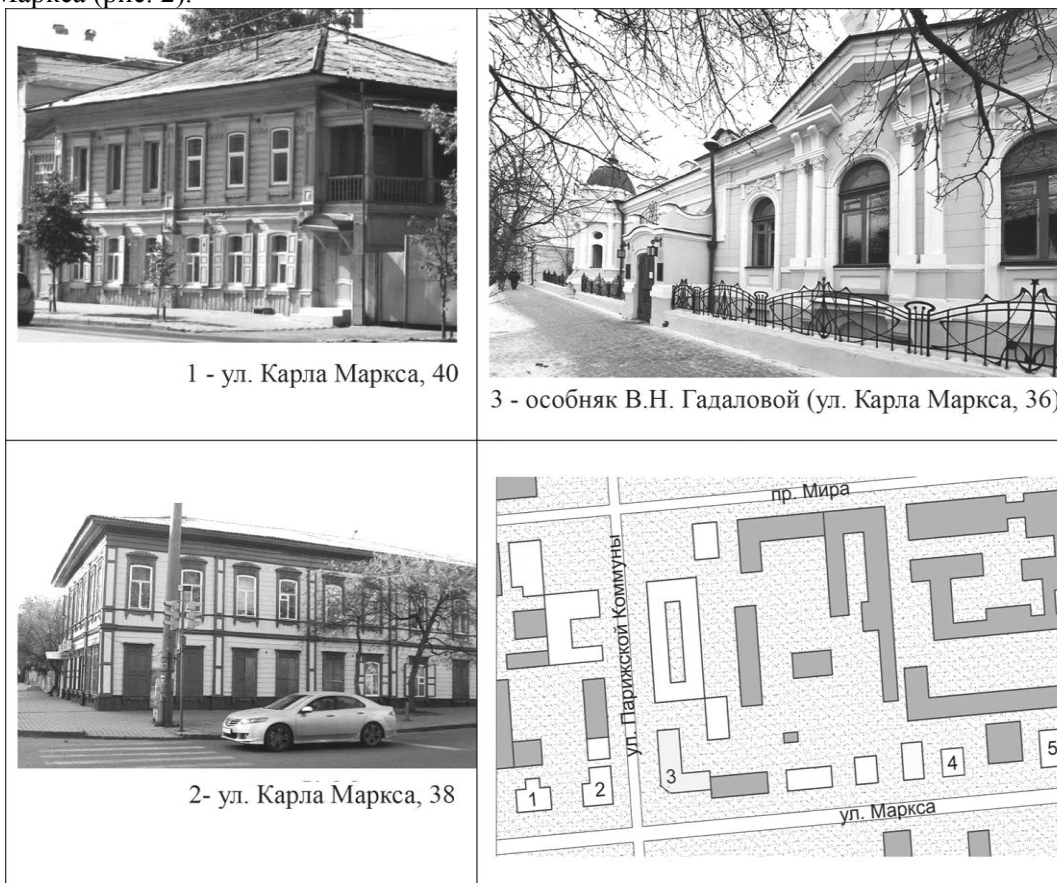 Маркса (рис. 2).
1 - ул. Карла Маркса, 40
3 - особняк В.Н. Гадаловой (ул. Карла Маркса, 36)
2- ул. Карла Маркса, 38
пр. Мира
ул. Парижской Коммуны
1
2
3
4
5
ул. Маркса